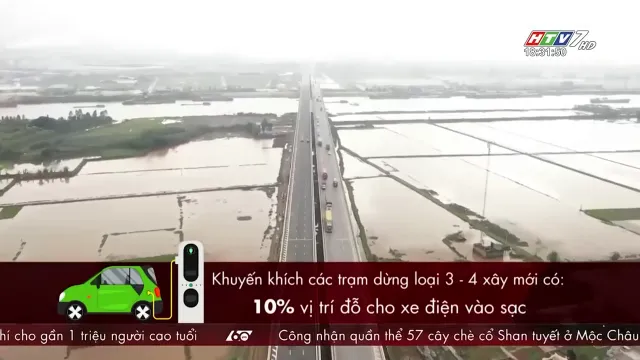 HTV7HD
18:31:50
Khuyến khích các trạm dừng loại 3 - 4 xây mới có:
10% vị trí đỗ cho xe điện vào sạc
hí cho gần 1 triệu người cao tuổi 60 Công nhận quần thể 57 cây chè cổ Shan tuyết ở Mộc Châu